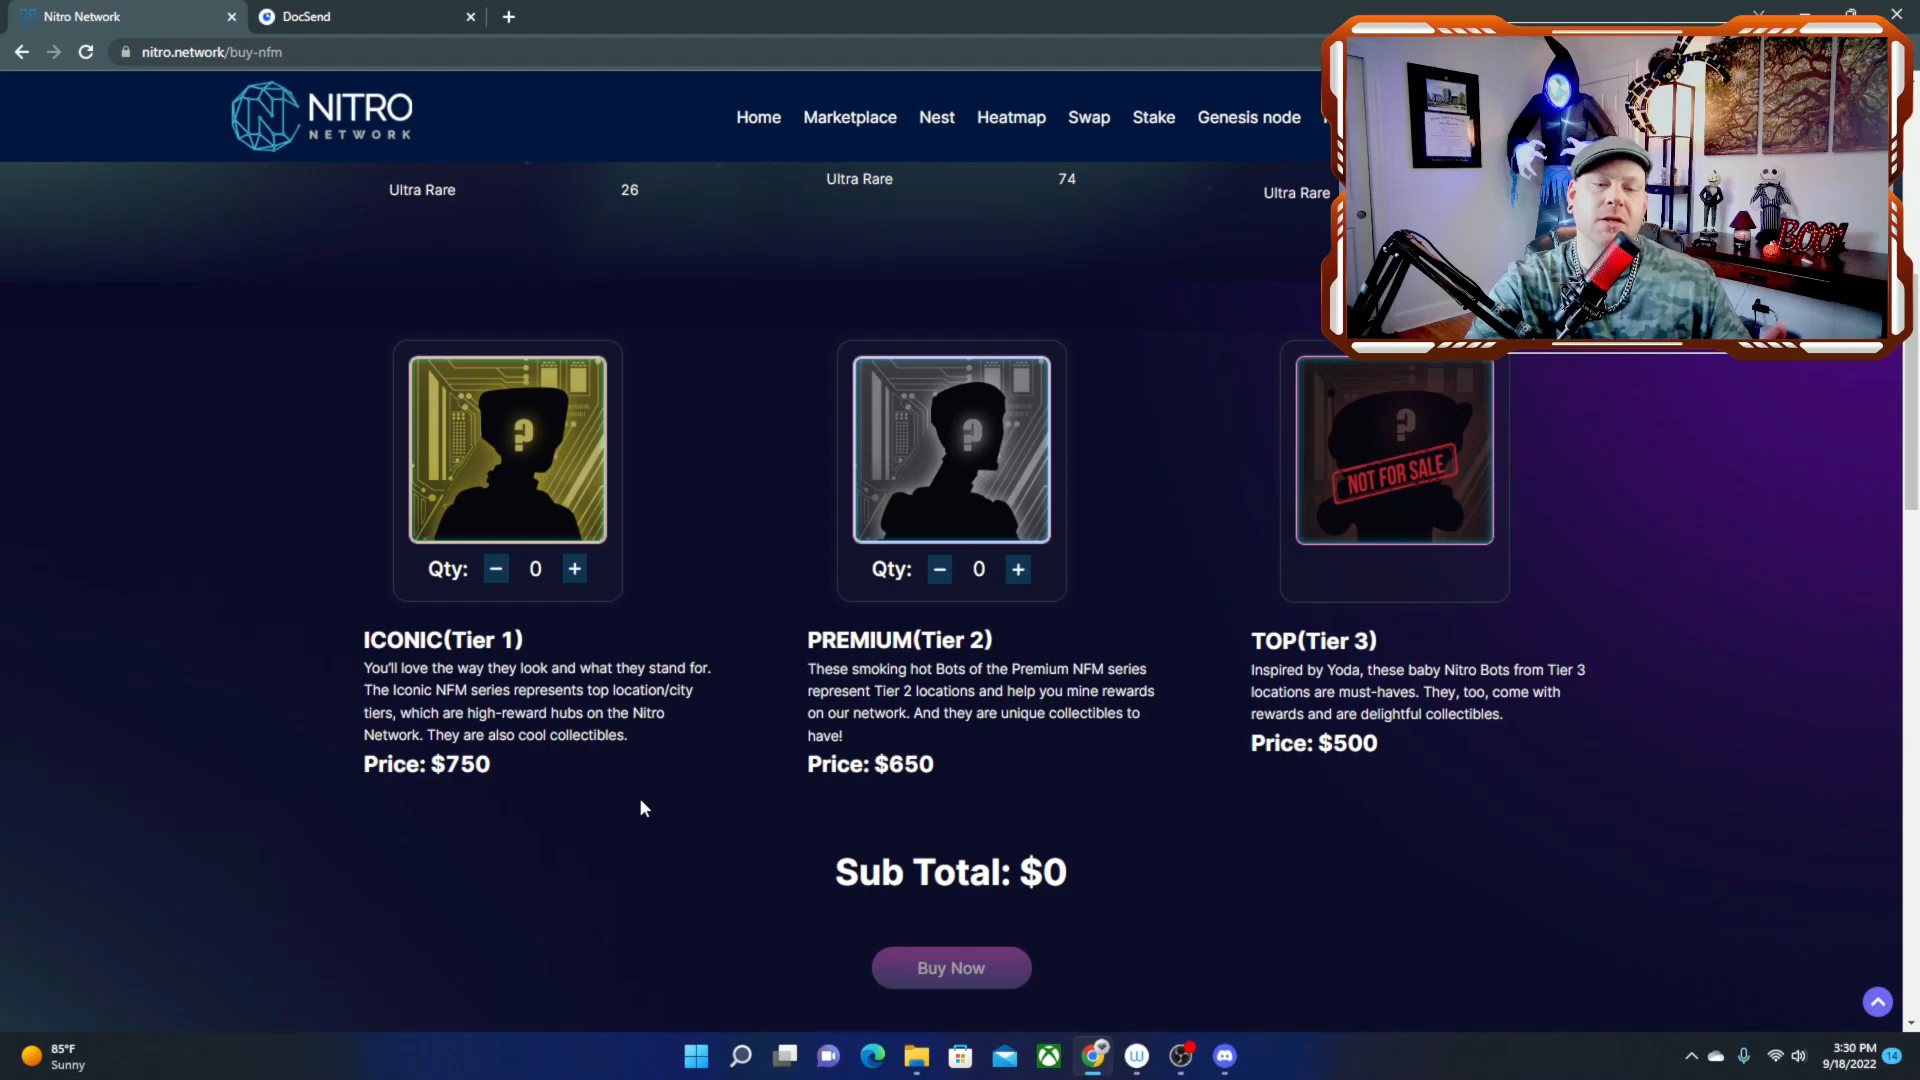 Nitro Network
DocSend
nitro.network/buy-nfm
NITRO
NETWORK
Home
Marketplace
Nest
Heatmap
Swap
Stake
Genesis node
Ultra Rare 26
Ultra Rare 74
Ultra Rare
BOO!
?
?
?
NOT FOR SALE
Qty: − 0 +
Qty: − 0 +
ICONIC(Tier 1)
You'll love the way they look and what they stand for.
The Iconic NFM series represents top location/city
tiers, which are high-reward hubs on the Nitro
Network. They are also cool collectibles.
Price: $750
PREMIUM(Tier 2)
These smoking hot Bots of the Premium NFM series
represent Tier 2 locations and help you mine rewards
on our network. And they are unique collectibles to
have!
Price: $650
TOP(Tier 3)
Inspired by Yoda, these baby Nitro Bots from Tier 3
locations are must-haves. They, too, come with
rewards and are delightful collectibles.
Price: $500
Sub Total: $0
Buy Now
85°F
Sunny
3:30 PM
9/18/2022
14